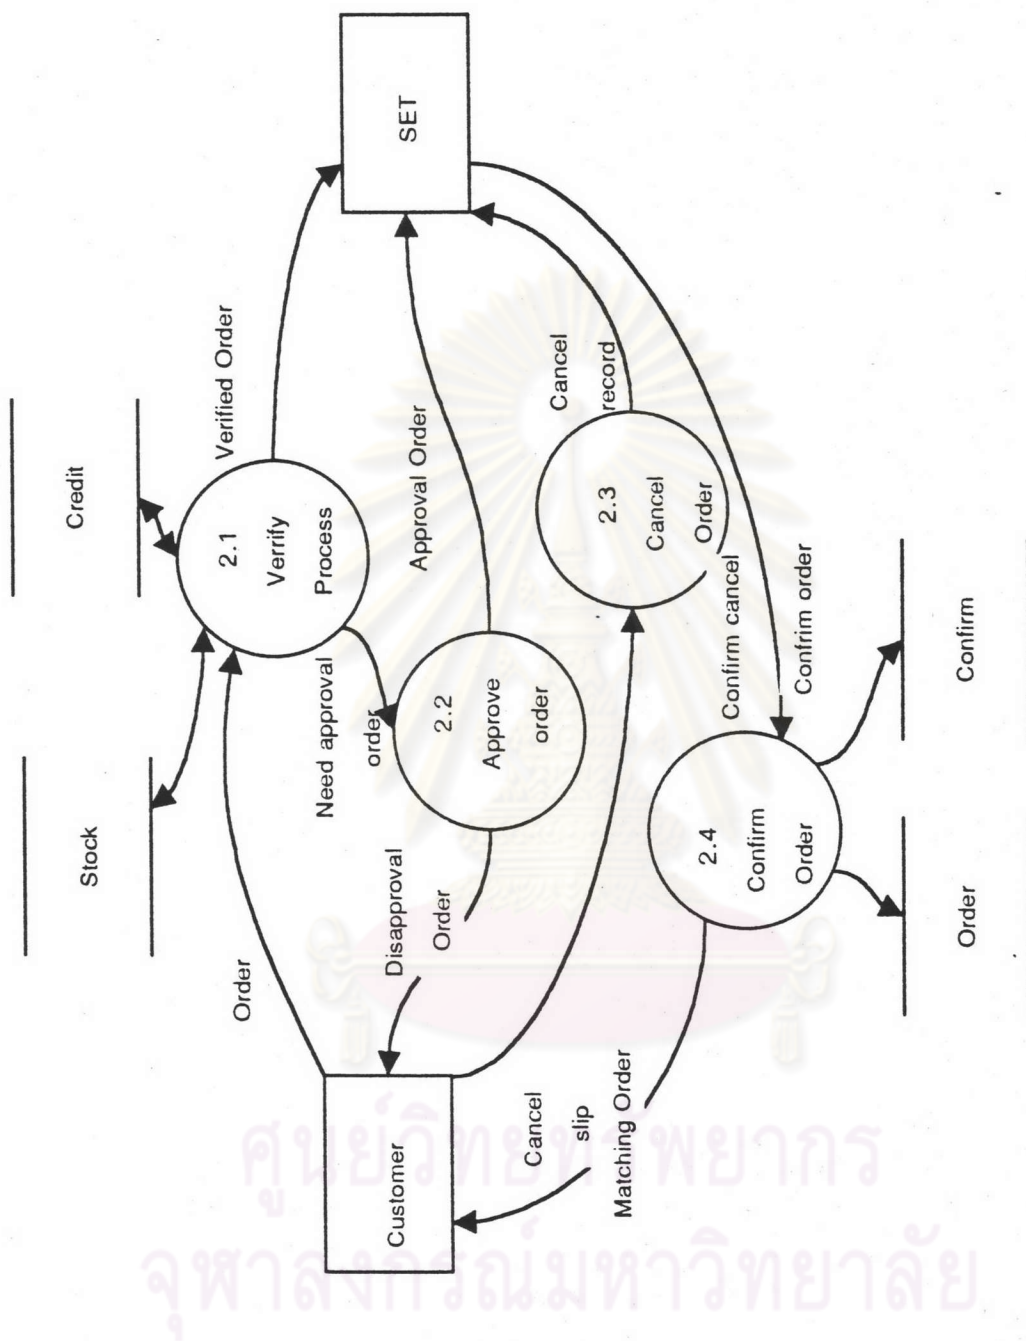 Stock
Credit
Order
Verified Order
2.1
Verrify
Process
SET
Need approval
order
Approval Order
Customer
Disapproval
Order
2.2
Approve
order
Cancel
record
2.3
Cancel
Order
Cancel
slip
Matching Order
2.4
Confirm
Order
Confirm cancel
Confrim order
Order
Confirm
ศูนย์วิทยทรัพยากร
จุฬาลงกรณ์มหาวิทยาลัย